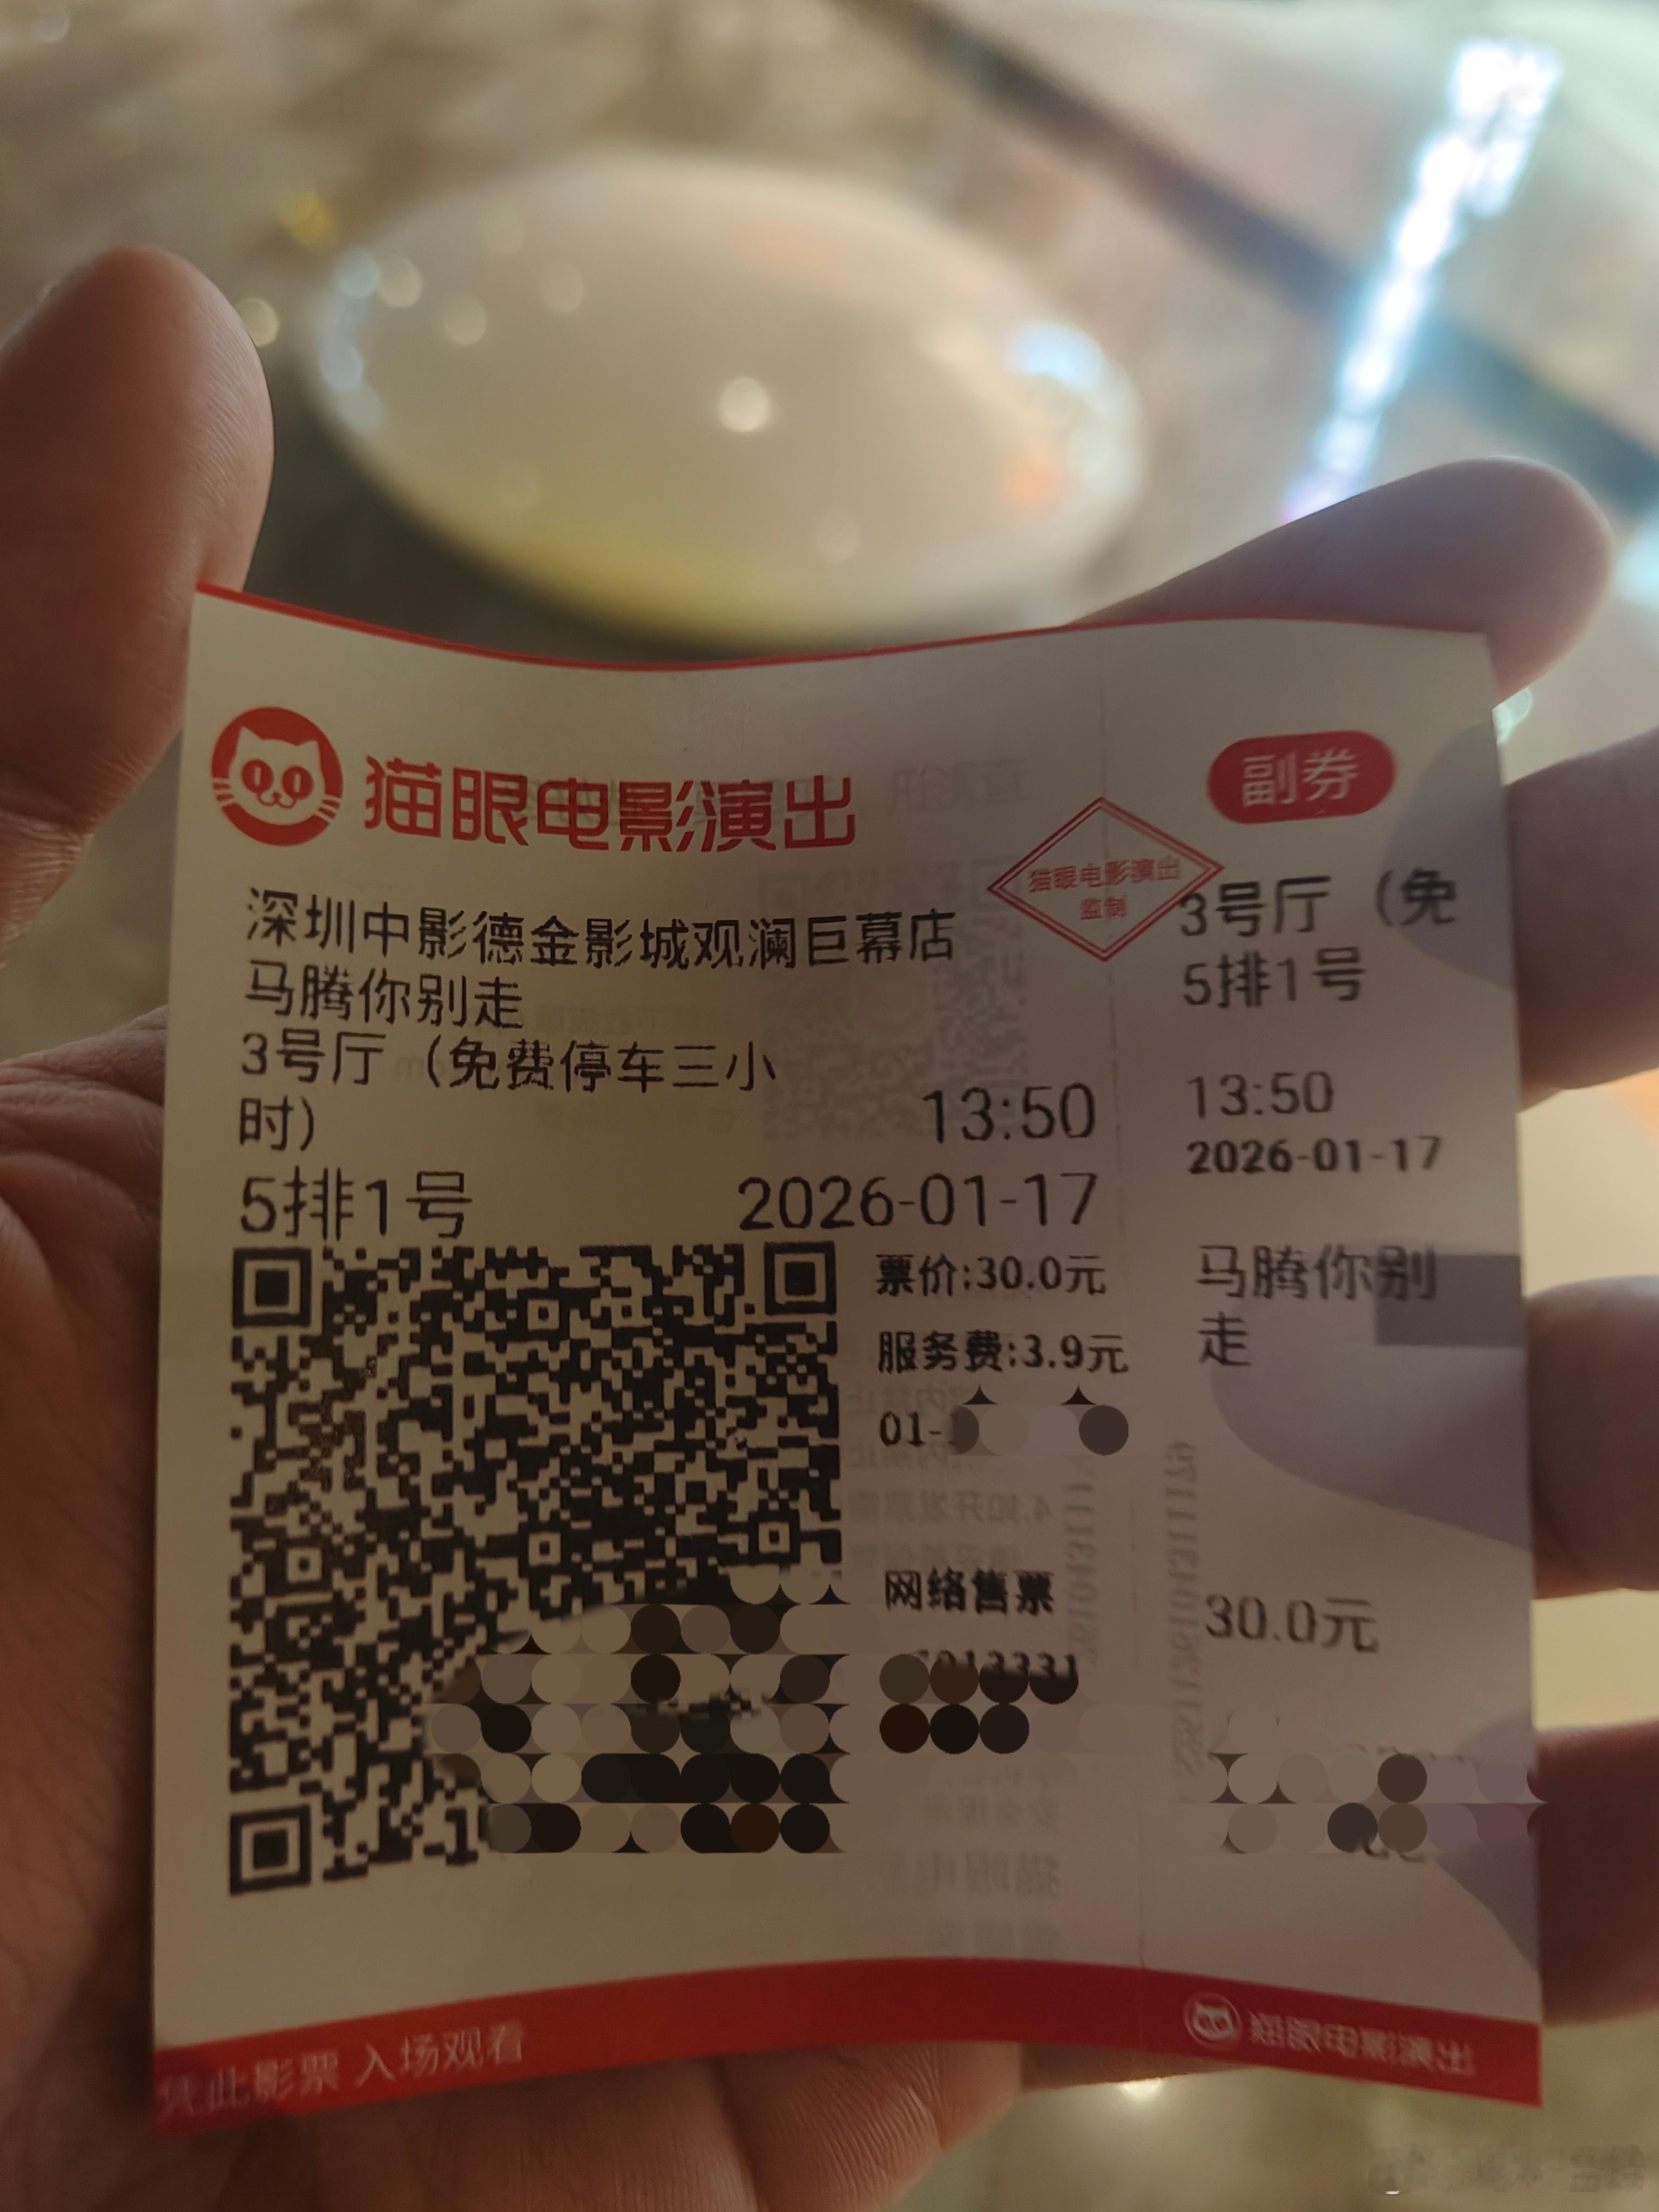 猫眼电影演出
副券
猫眼电影演出
监制
深圳中影德金影城观澜巨幕店
马腾你别走
3号厅（免费停车三小
时）
13:50
5排1号
2026-01-17
票价:30.0元
服务费:3.9元
01-
网络售票
3号厅（免
5排1号
13:50
2026-01-17
马腾你别
走
30.0元
凭此影票 入场观看
猫眼电影演出